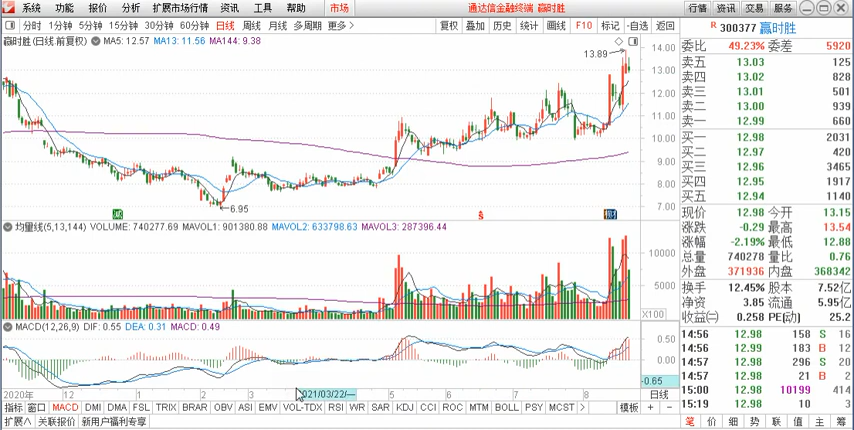 系统 功能 报价 分析 扩展市场行情 资讯 工具 帮助 市场 通达信金融终端 赢时胜 行情 资讯 交易 服务
分时 1分钟 5分钟 15分钟 30分钟 60分钟 日线 周线 月线 多周期 更多> 复权 叠加 历史 统计 画线 F10 标记 -自选 返回
R 300377 赢时胜
赢时胜(日线.前复权) MA5: 12.57 MA13: 11.56 MA144: 9.38
14.00
13.89
13.00
12.00
11.00
10.00
9.00
8.00
7.00
6.95
委比 49.23% 委差 5920
卖五 13.03 125
卖四 13.02 828
卖三 13.01 501
卖二 13.00 939
卖一 12.99 660
买一 12.98 2031
买二 12.97 420
买三 12.96 3465
买四 12.95 1917
买五 12.94 1140
现价 12.98 今开 13.15
涨跌 -0.29 最高 13.54
涨幅 -2.19% 最低 12.88
总量 740278 量比 0.76
外盘 371936 内盘 368342
换手 12.45% 股本 7.52亿
净资 3.85 流通 5.95亿
收益㈡ 0.258 PE(动) 25.2
均量线(5,13,144) VOLUME: 740277.69 MAVOL1: 901380.88 MAVOL2: 633798.63 MAVOL3: 287396.44
10000
5000
X100
MACD(12,26,9) DIF: 0.55 DEA: 0.31 MACD: 0.49
0.50
0.00
-0.65
14:56 12.98 158 S 16
14:56 12.99 183 B 12
14:57 12.98 296 S 20
14:57 12.98 21 B 2
15:00 12.98 10199 414
15:19 12.98 10 3
2020年 12 1 2 3 021/03/22/一 5 6 7 8 日线
指标 窗口 MACD DMI DMA FSL TRIX BRAR OBV ASI EMV VOL-TDX RSI WR SAR KDJ CCI ROC MTM BOLL PSY MCST > 模板 + −
扩展∧ 关联报价 新用户福利专享
笔 价 细 势 联 值 主 筹